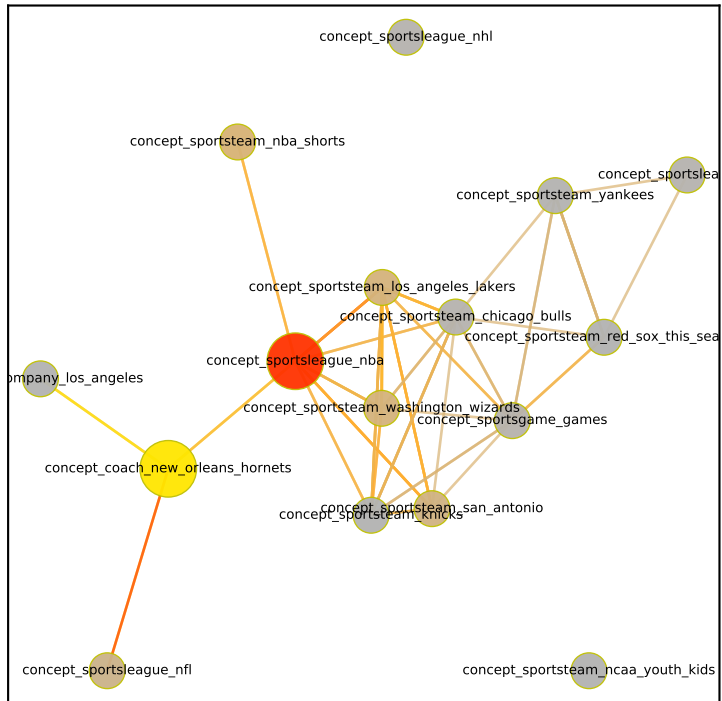 concept_sportsleague_nhl
concept_sportsteam_nba_shorts
concept_sportslea
concept_sportsteam_yankees
concept_sportsteam_los_angeles_lakers
concept_sportsteam_chicago_bulls
concept_sportsteam_red_sox_this_sea
concept_sportsleague_nba
ompany_los_angeles
concept_sportsteam_washington_wizards
concept_sportsgame_games
concept_coach_new_orleans_hornets
concept_sportsteam_san_antonio
concept_sportsteam_knicks
concept_sportsleague_nfl
concept_sportsteam_ncaa_youth_kids